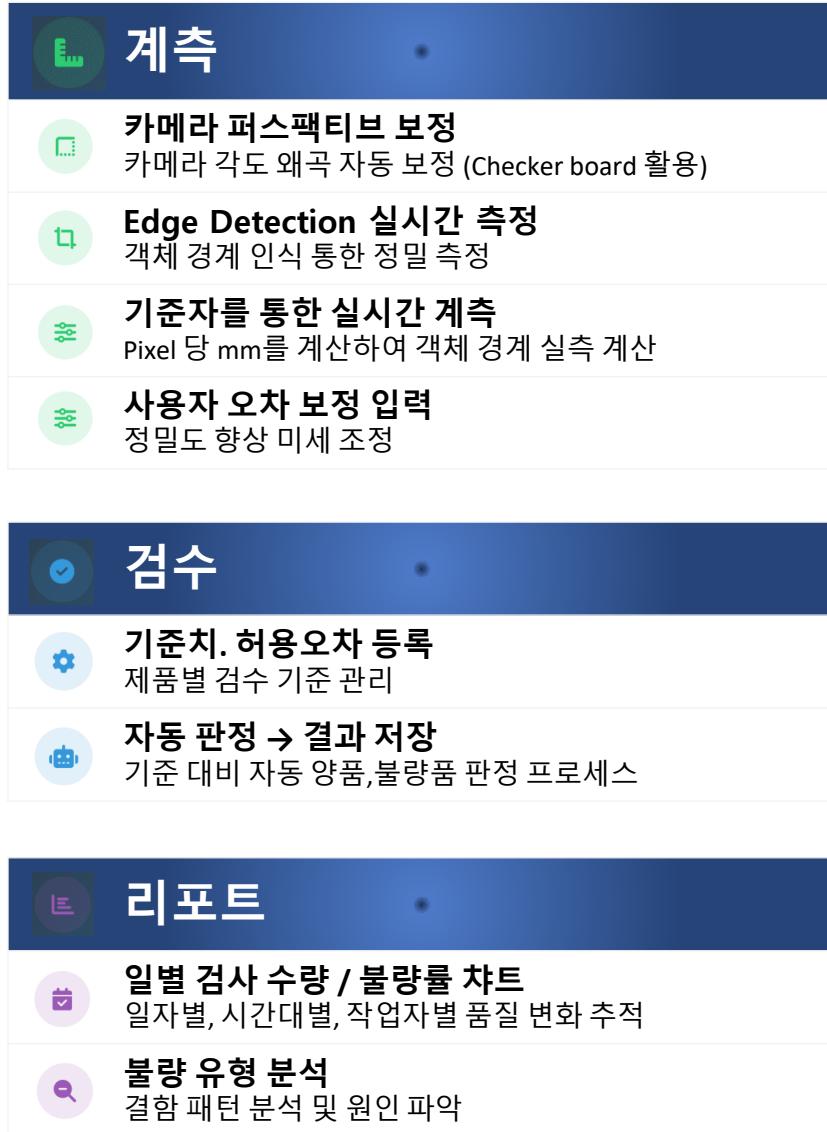 계측
카메라 퍼스팩티브 보정
카메라 각도 왜곡 자동 보정 (Checker board 활용)
Edge Detection 실시간 측정
객체 경계 인식 통한 정밀 측정
기준자를 통한 실시간 계측
Pixel 당 mm를 계산하여 객체 경계 실측 계산
사용자 오차 보정 입력
정밀도 향상 미세 조정
검수
기준치. 허용오차 등록
제품별 검수 기준 관리
자동 판정 → 결과 저장
기준 대비 자동 양품,불량품 판정 프로세스
리포트
일별 검사 수량 / 불량률 챠트
일자별, 시간대별, 작업자별 품질 변화 추적
불량 유형 분석
결함 패턴 분석 및 원인 파악